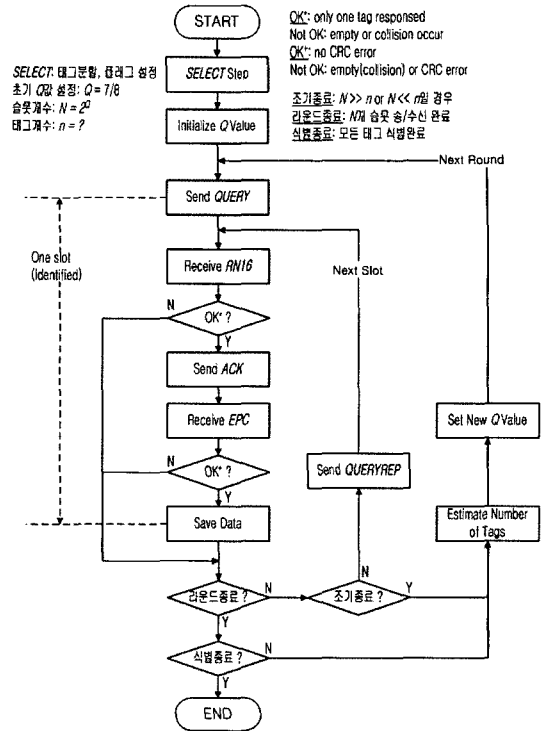 START
OK⁺: only one tag responsed
Not OK: empty or collision occur
OK⁺: no CRC error
Not OK: empty(collision) or CRC error
SELECT: 태그분할, 플래그 설정
초기 Q값 설정: Q = 7/8
슬롯개수: N = 2^Q
태그개수: n = ?
SELECT Step
Initialize Q Value
조기종료: N >> n or N << n일 경우
라운드종료: N개 슬롯 송/수신 완료
식별종료: 모든 태그 식별완료
Next Round
Send QUERY
One slot
(Identified)
Receive RN16
Next Slot
N
OK⁺ ?
Y
Send ACK
Receive EPC
Set New Q Value
N
OK⁺ ?
Y
Send QUERYREP
Save Data
Estimate Number
of Tags
라운드종료 ?
N
조기종료 ?
N
Y
Y
식별종료 ?
N
Y
END